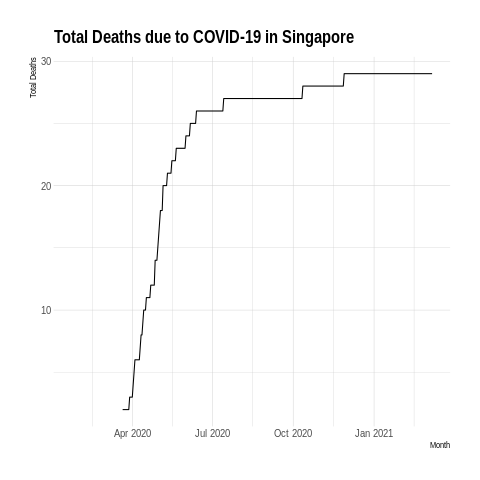 Total Deaths due to COVID-19 in Singapore
Total Deaths
30
20
10
Apr 2020
Jul 2020
Oct 2020
Jan 2021
Month